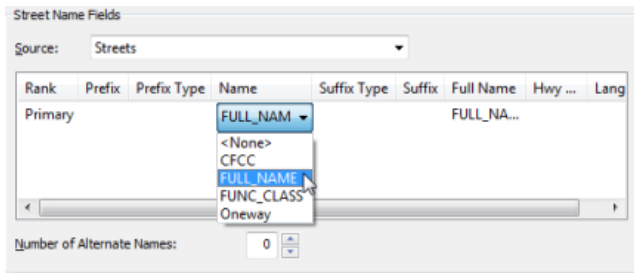 Street Name Fields
Source: Streets
Rank Prefix Prefix Type Name Suffix Type Suffix Full Name Hwy ... Lang
Primary FULL_NAM FULL_NA...
<None>
CFCC
FULL_NAME
FUNC_CLASS
Oneway
Number of Alternate Names: 0